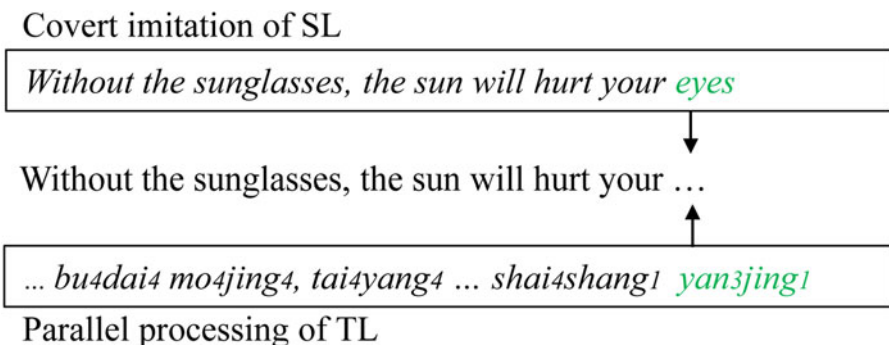 Covert imitation of SL
Without the sunglasses, the sun will hurt your eyes
Without the sunglasses, the sun will hurt your …
... bu4dai4 mo4jing4, tai4yang4 ... shai4shang1 yan3jing1
Parallel processing of TL